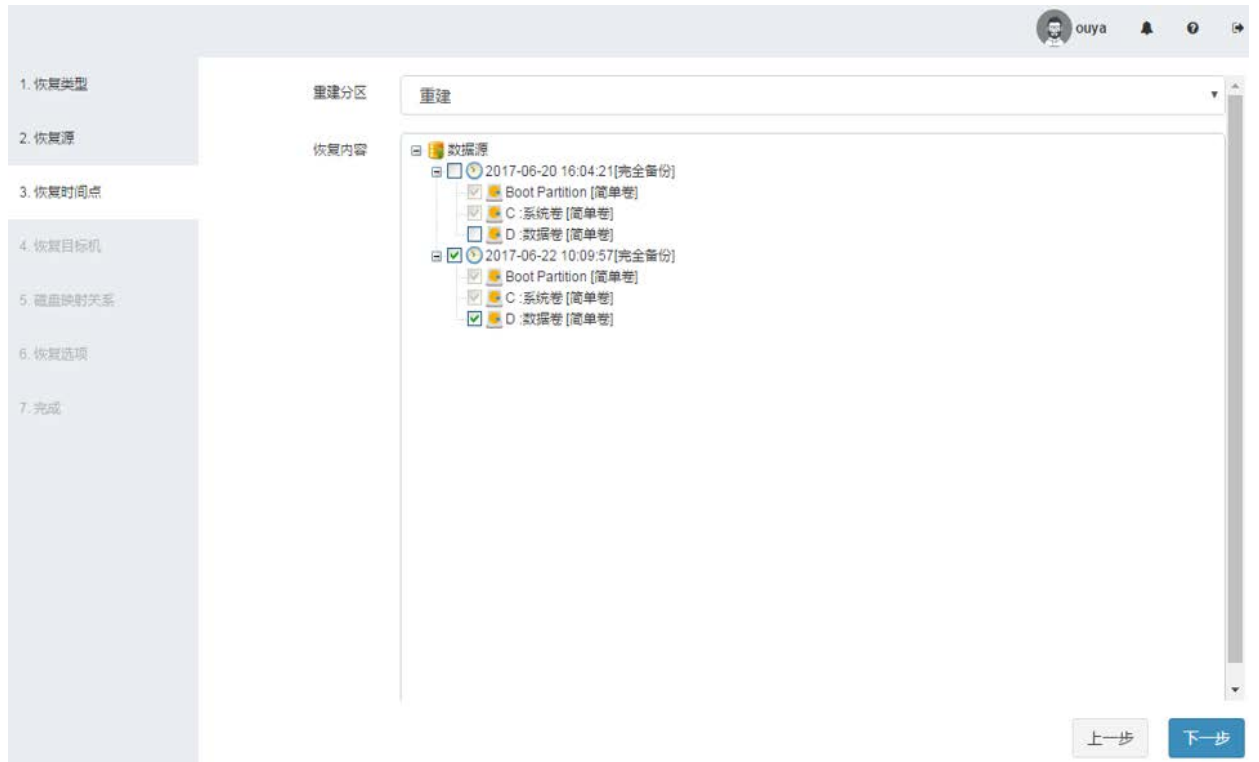 ouya
1. 恢复类型
2. 恢复源
3. 恢复时间点
4. 恢复目标机
5. 磁盘映射关系
6. 恢复选项
7. 完成
重建分区
重建
恢复内容
数据源
2017-06-20 16:04:21[完全备份]
Boot Partition [简单卷]
C :系统卷 [简单卷]
D :数据卷 [简单卷]
2017-06-22 10:09:57[完全备份]
Boot Partition [简单卷]
C :系统卷 [简单卷]
D :数据卷 [简单卷]
上一步
下一步